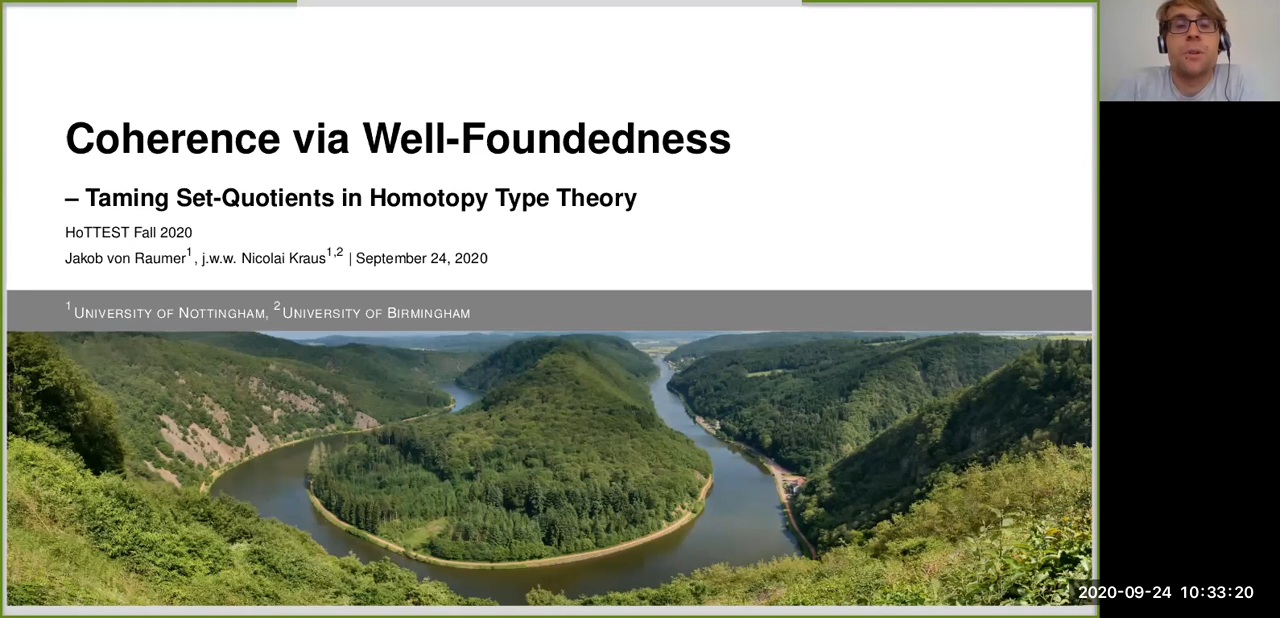 Coherence via Well-Foundedness
– Taming Set-Quotients in Homotopy Type Theory
HoTTEST Fall 2020
Jakob von Raumer1, j.w.w. Nicolai Kraus1,2 | September 24, 2020
1UNIVERSITY OF NOTTINGHAM, 2UNIVERSITY OF BIRMINGHAM
2020-09-24 10:33:20